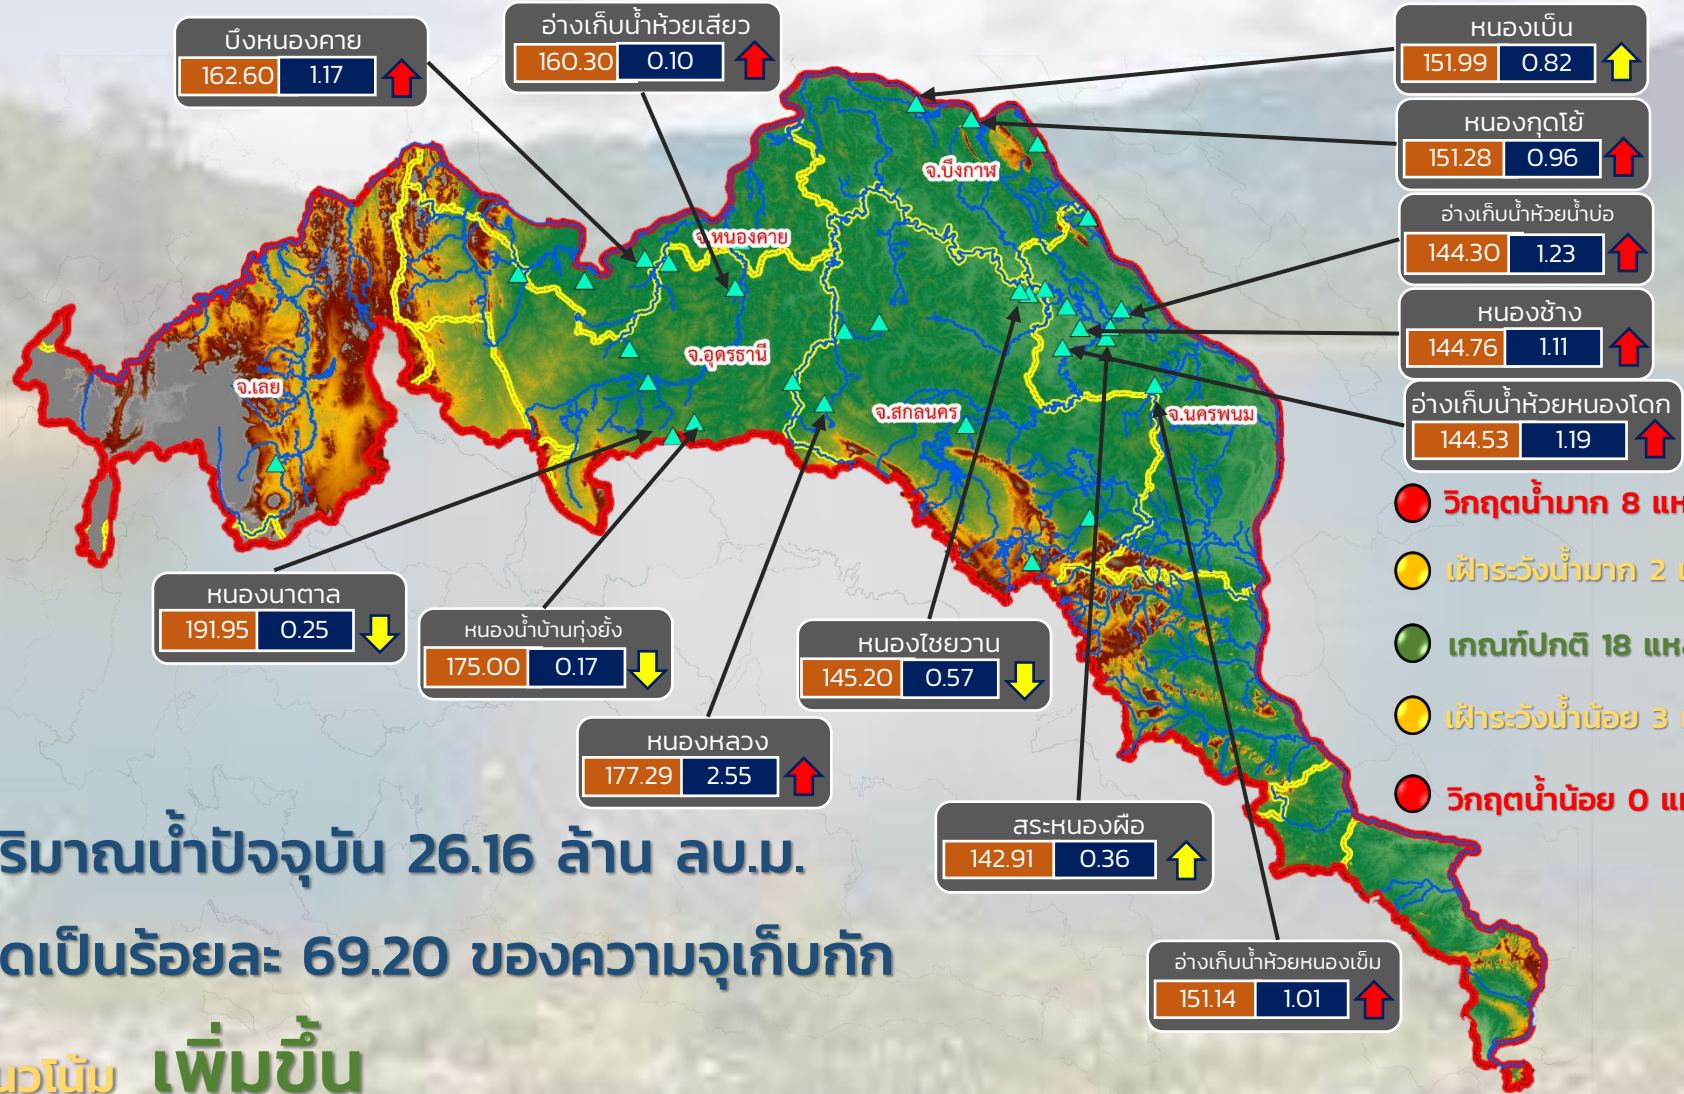 บึงหนองคาย
162.60 1.17
อ่างเก็บน้ำห้วยเสียว
160.30 0.10
หนองเบ็น
151.99 0.82
หนองกุดโย้
151.28 0.96
อ่างเก็บน้ำห้วยน้ำบ่อ
144.30 1.23
หนองช้าง
144.76 1.11
อ่างเก็บน้ำห้วยหนองโดก
144.53 1.19
จ.บึงกาฬ
จ.หนองคาย
จ.อุดรธานี
จ.เลย
จ.สกลนคร
จ.นครพนม
วิกฤตน้ำมาก 8
เฝ้าระวังน้ำมาก 2
เกณฑ์ปกติ 18
เฝ้าระวังน้ำน้อย 3
วิกฤตน้ำน้อย 0
หนองนาตาล
191.95 0.25
หนองน้ำบ้านทุ่งยั้ง
175.00 0.17
หนองหลวง
177.29 2.55
หนองไชยวาน
145.20 0.57
สระหนองผือ
142.91 0.36
อ่างเก็บน้ำห้วยหนองเข็ม
151.14 1.01
ริมาณน้ำปัจจุบัน 26.16 ล้าน ลบ.ม.
ดเป็นร้อยละ 69.20 ของความจุเก็บกัก
นวโน้ม เพิ่มขึ้น